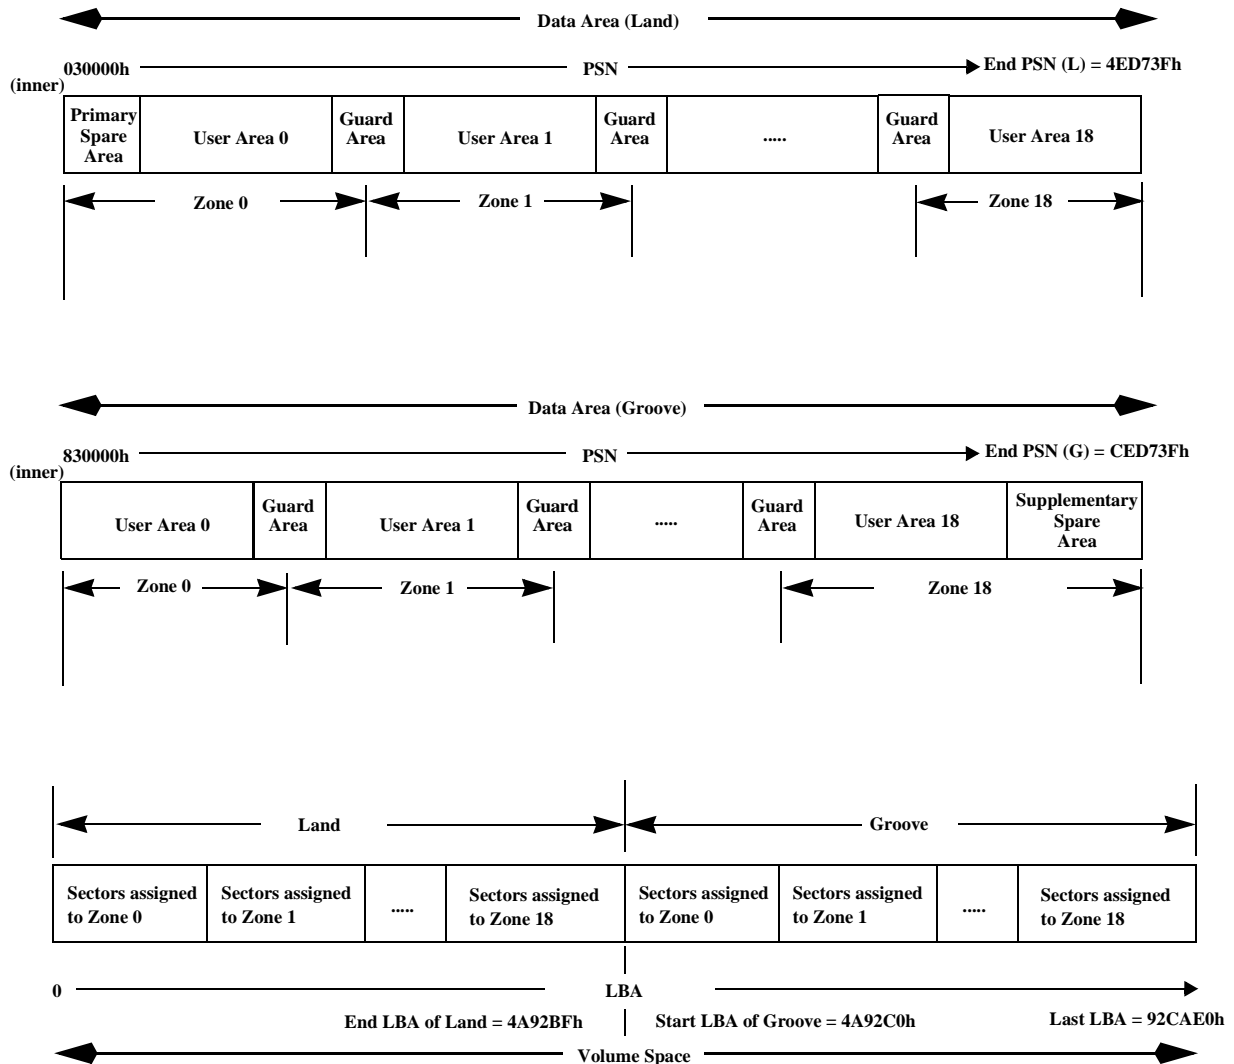 Data Area (Land)
030000h
PSN
End PSN (L) = 4ED73Fh
(inner)
Primary
Spare
Area
User Area 0
Guard
Area
User Area 1
Guard
Area
.....
Guard
Area
User Area 18
Zone 0
Zone 1
Zone 18
Data Area (Groove)
830000h
PSN
End PSN (G) = CED73Fh
(inner)
User Area 0
Guard
Area
User Area 1
Guard
Area
.....
Guard
Area
User Area 18
Supplementary
Spare
Area
Zone 0
Zone 1
Zone 18
Land
Groove
Sectors assigned
to Zone 0
Sectors assigned
to Zone 1
.....
Sectors assigned
to Zone 18
Sectors assigned
to Zone 0
Sectors assigned
to Zone 1
.....
Sectors assigned
to Zone 18
0
LBA
End LBA of Land = 4A92BFh
Start LBA of Groove = 4A92C0h
Last LBA = 92CAE0h
Volume Space